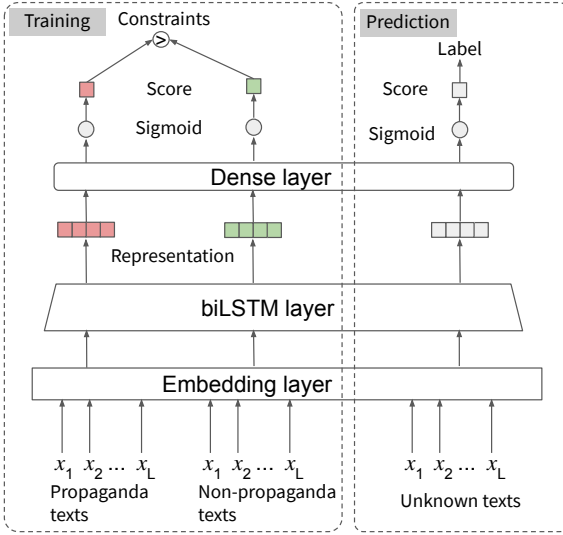 Training
Constraints
Prediction
>
Label
Score
Score
Sigmoid
Sigmoid
Dense layer
Representation
biLSTM layer
Embedding layer
x1 x2 ... xL
x1 x2 ... xL
x1 x2 ... xL
Propaganda
texts
Non-propaganda
texts
Unknown texts